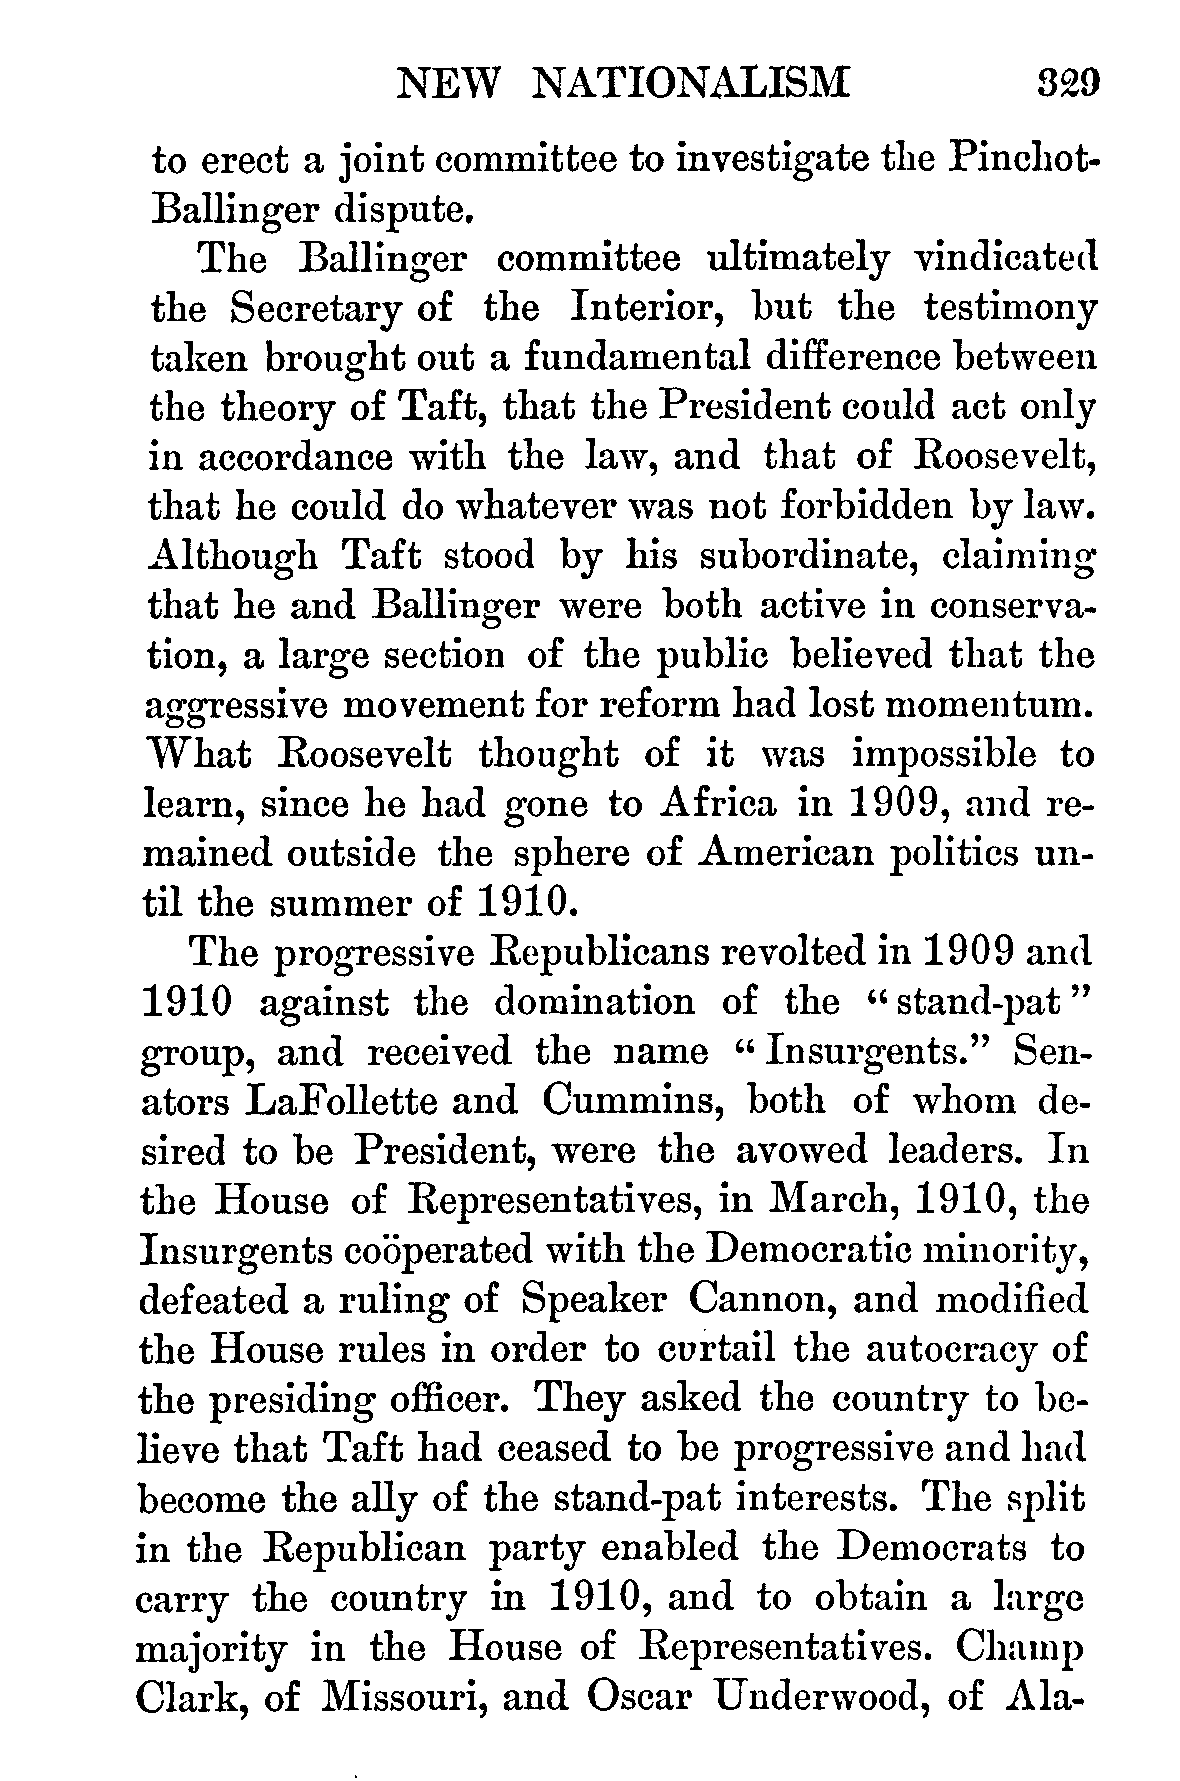 NEW NATIONALISM 329
to erect a joint committee to investigate the Pinchot-
Ballinger dispute.
The Ballinger committee ultimately vindicated
the Secretary of the Interior, but the testimony
taken brought out a fundamental difference between
the theory of Taft, that the President could act only
in accordance with the law, and that of Roosevelt,
that he could do whatever was not forbidden by law.
Although Taft stood by his subordinate, claiming
that he and Ballinger were both active in conserva-
tion, a large section of the public believed that the
aggressive movement for reform had lost momentum.
What Roosevelt thought of it was impossible to
learn, since he had gone to Africa in 1909, and re-
mained outside the sphere of American politics un-
til the summer of 1910.
The progressive Republicans revolted in 1909 and
1910 against the domination of the “stand-pat”
group, and received the name “Insurgents.” Sen-
ators LaFollette and Cummins, both of whom de-
sired to be President, were the avowed leaders. In
the House of Representatives, in March, 1910, the
Insurgents coöperated with the Democratic minority,
defeated a ruling of Speaker Cannon, and modified
the House rules in order to curtail the autocracy of
the presiding officer. They asked the country to be-
lieve that Taft had ceased to be progressive and had
become the ally of the stand-pat interests. The split
in the Republican party enabled the Democrats to
carry the country in 1910, and to obtain a large
majority in the House of Representatives. Champ
Clark, of Missouri, and Oscar Underwood, of Ala-